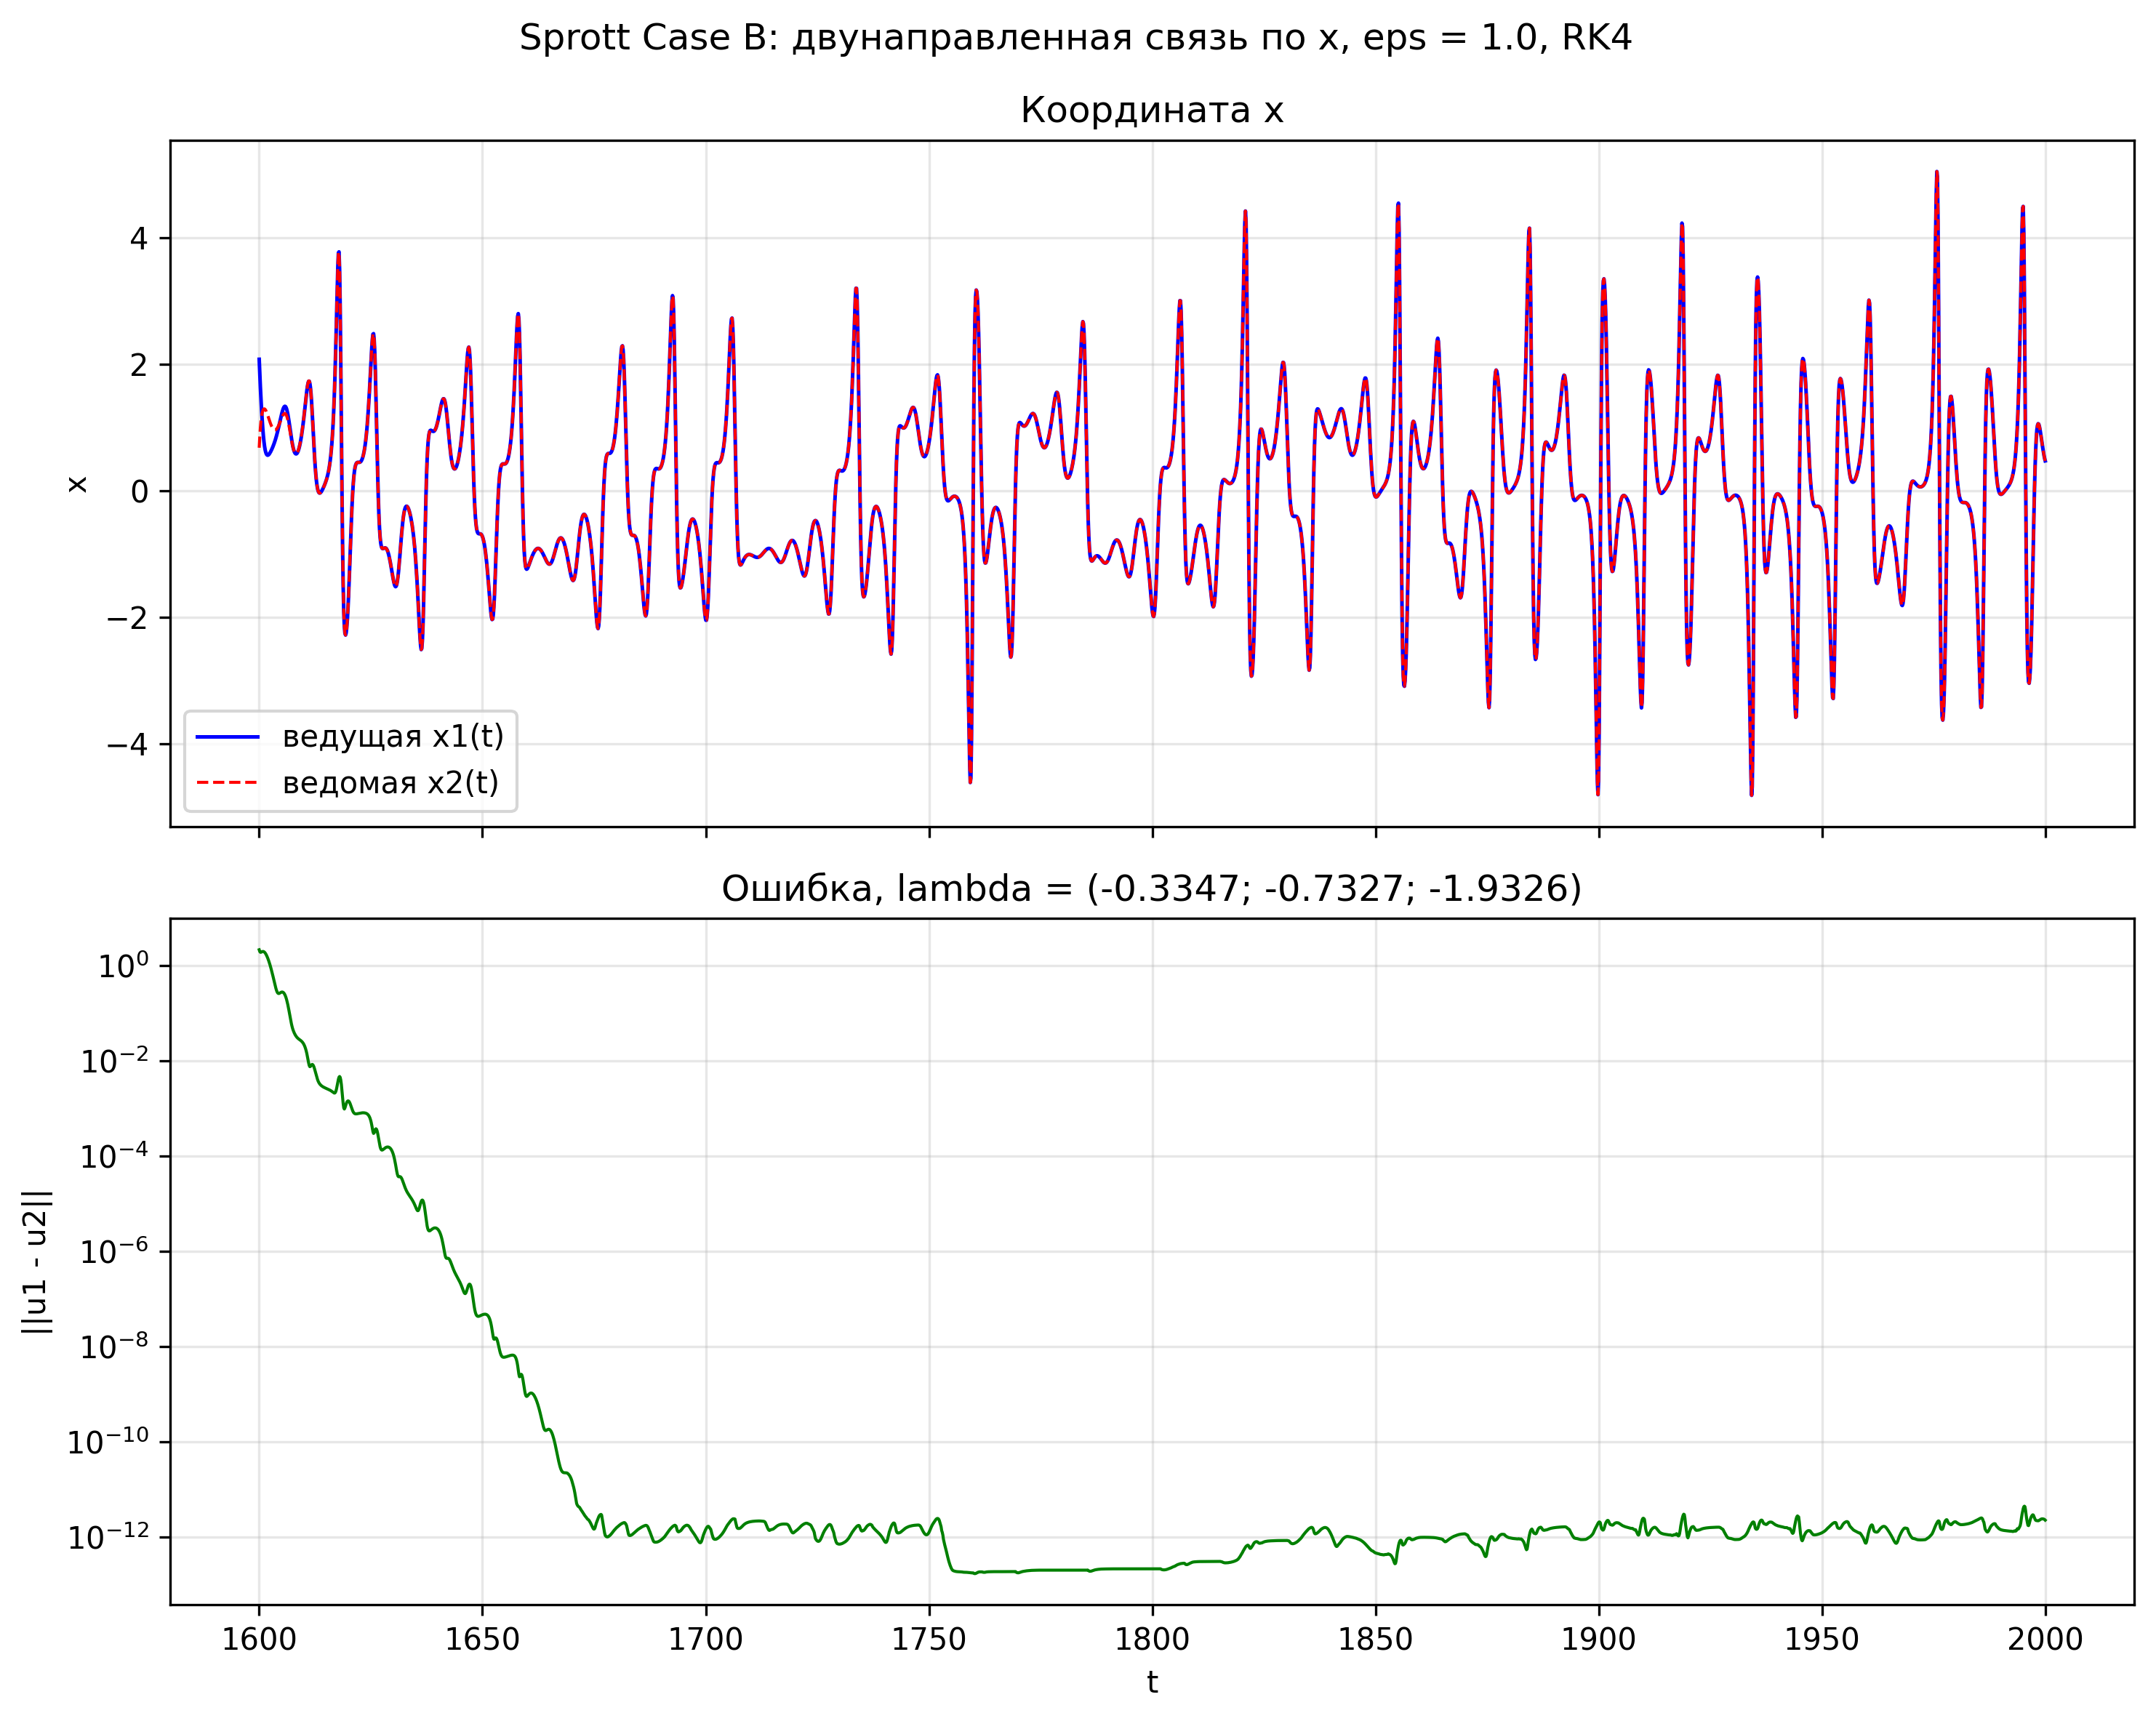 Sprott Case B: двунаправленная связь по x, eps = 1.0, RK4
Координата x
4
2
0
−2
−4
x
ведущая x1(t)
ведомая x2(t)
Ошибка, lambda = (-0.3347; -0.7327; -1.9326)
10⁰
10⁻²
10⁻⁴
10⁻⁶
10⁻⁸
10⁻¹⁰
10⁻¹²
||u1 - u2||
1600 1650 1700 1750 1800 1850 1900 1950 2000
t